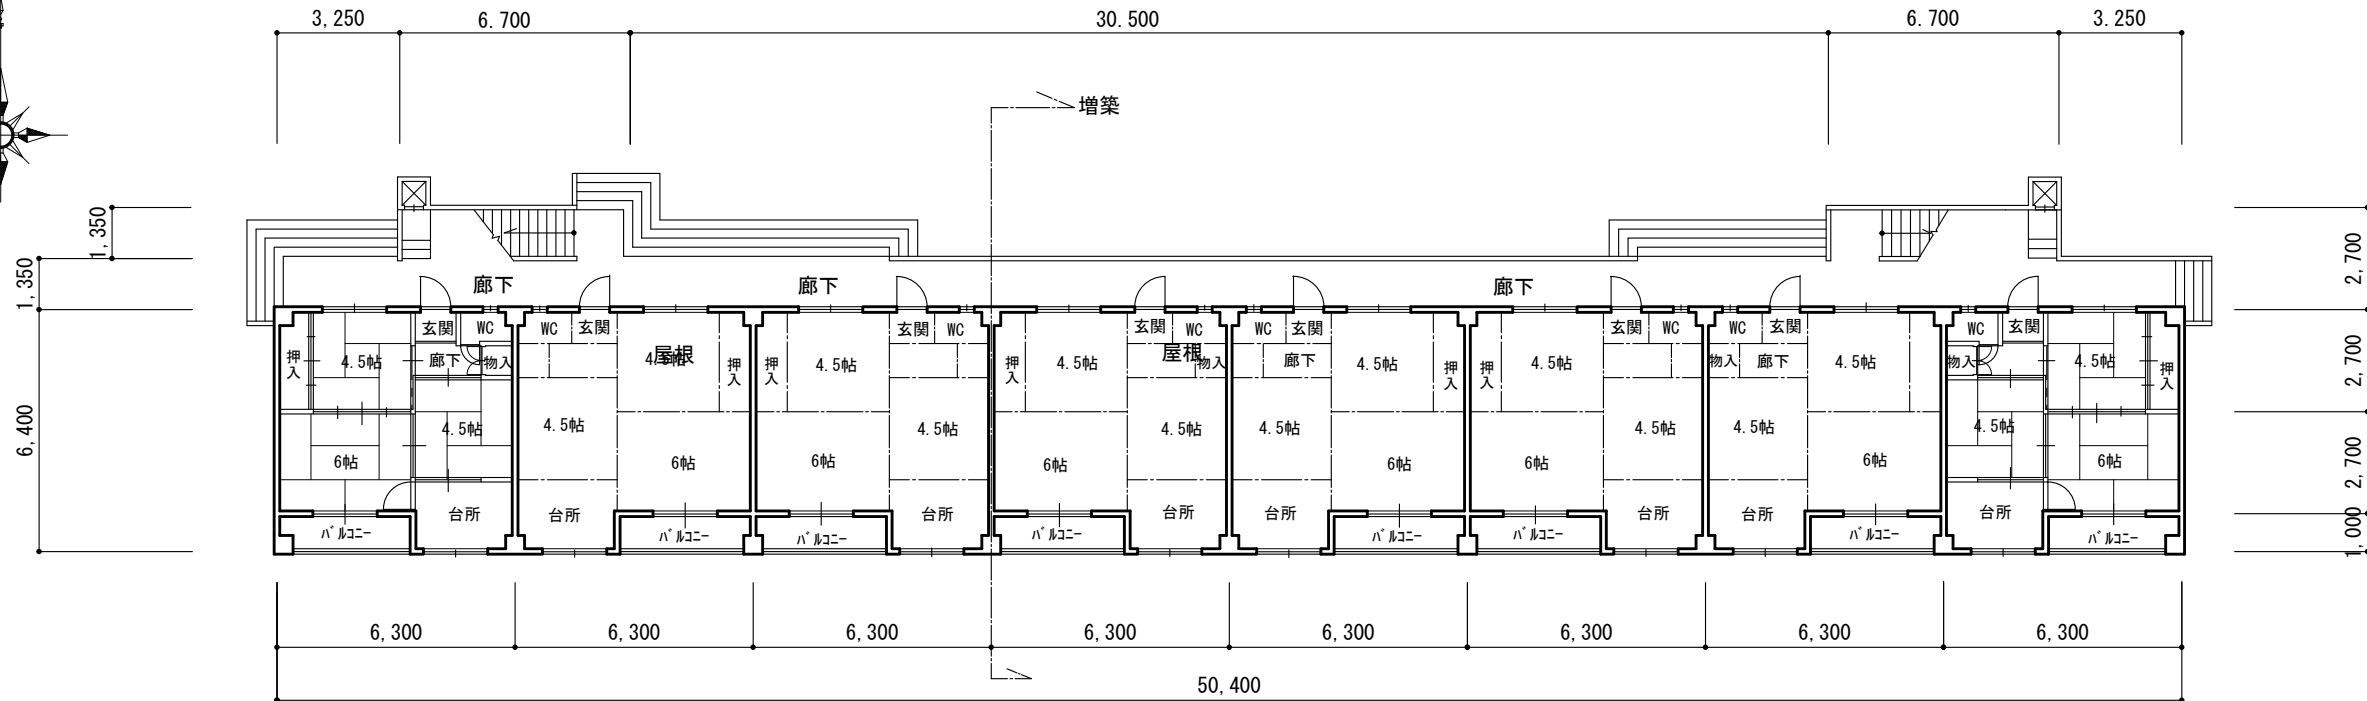 3,250 6.700 30.500 6.700 3.250
増築
1,350
1,350
6,400
2,700
2,700
2,700
1,000
廊下 廊下 廊下
玄関 WC WC 玄関 玄関 WC 玄関 WC WC 玄関 玄関 WC WC 玄関 WC 玄関
押入 4.5帖 廊下 物入 屋根 押入 押入 4.5帖 押入 4.5帖 屋根 物入 廊下 4.5帖 押入 押入 4.5帖 物入 廊下 4.5帖 物入 4.5帖 押入
4.5帖 4.5帖 4.5帖 4.5帖 4.5帖 4.5帖 4.5帖 4.5帖
6帖 6帖 6帖 6帖 6帖 6帖 6帖 6帖
台所 台所 台所 台所 台所 台所 台所 台所
バルコニー バルコニー バルコニー バルコニー バルコニー バルコニー バルコニー バルコニー
6,300 6,300 6,300 6,300 6,300 6,300 6,300 6,300
50,400